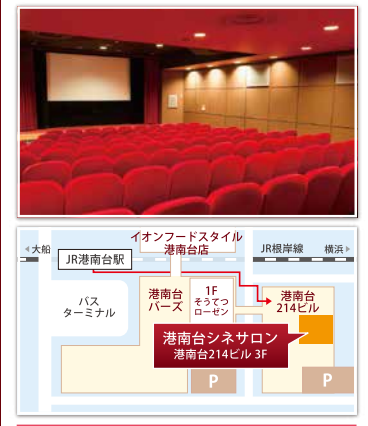 イオンフードスタイル
港南台店
◀大船
JR港南台駅
JR根岸線
横浜▶
バス
ターミナル
港南台
バーズ
1F
そうてつ
ローゼン
港南台
214ビル
港南台シネサロン
港南台214ビル 3F
P
P